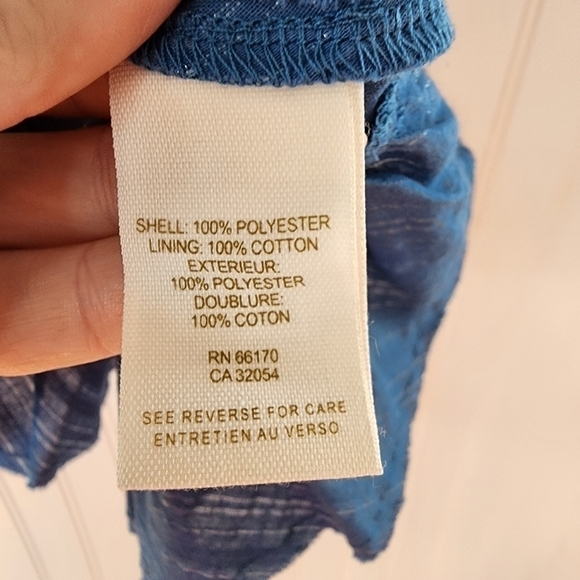 SHELL: 100% POLYESTER
LINING: 100% COTTON
EXTERIEUR:
100% POLYESTER
DOUBLURE:
100% COTON
RN 66170
CA 32054
SEE REVERSE FOR CARE
ENTRETIEN AU VERSO